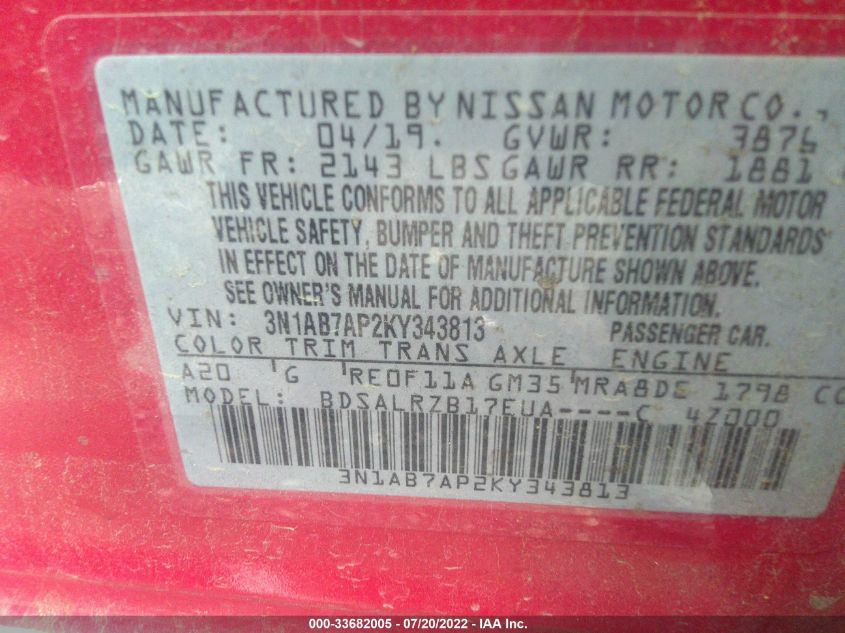 MANUFACTURED BY NISSAN MOTOR CO.,
DATE: 04/19. GVWR: 3876
GAWR FR: 2143 LBS GAWR RR: 1881
THIS VEHICLE CONFORMS TO ALL APPLICABLE FEDERAL MOTOR
VEHICLE SAFETY, BUMPER AND THEFT PREVENTION STANDARDS
IN EFFECT ON THE DATE OF MANUFACTURE SHOWN ABOVE.
SEE OWNER'S MANUAL FOR ADDITIONAL INFORMATION.
VIN: 3N1AB7AP2KY343813 PASSENGER CAR.
COLOR TRIM TRANS AXLE ENGINE
A20 G RE0F11A GM35 MRA8DE 1798 CC
MODEL: BDSALRZB17EUA----C 4Z000
3N1AB7AP2KY343813
000-33682005 - 07/20/2022 - IAA Inc.